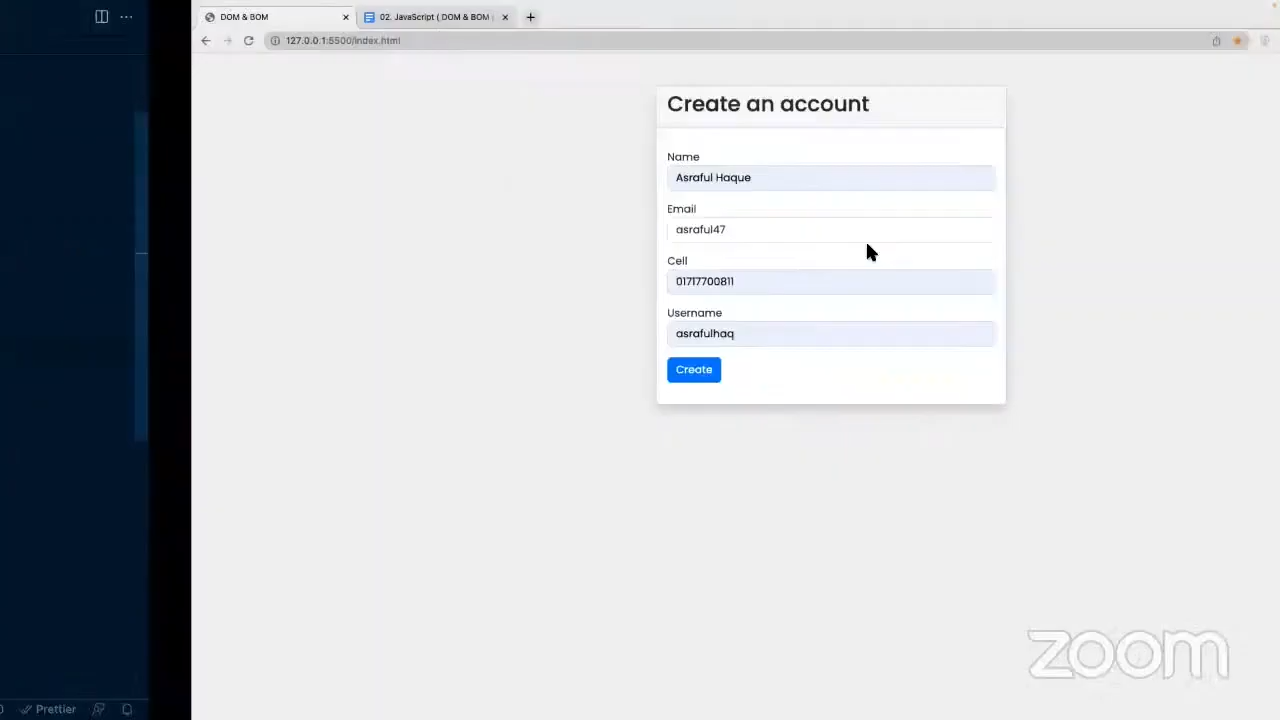 DOM & BOM
02. JavaScript ( DOM & BOM
127.0.0.1:5500/index.html
Create an account
Name
Asraful Haque
Email
asraful47
Cell
01717700811
Username
asrafulhaq
Create
zoom
Prettier